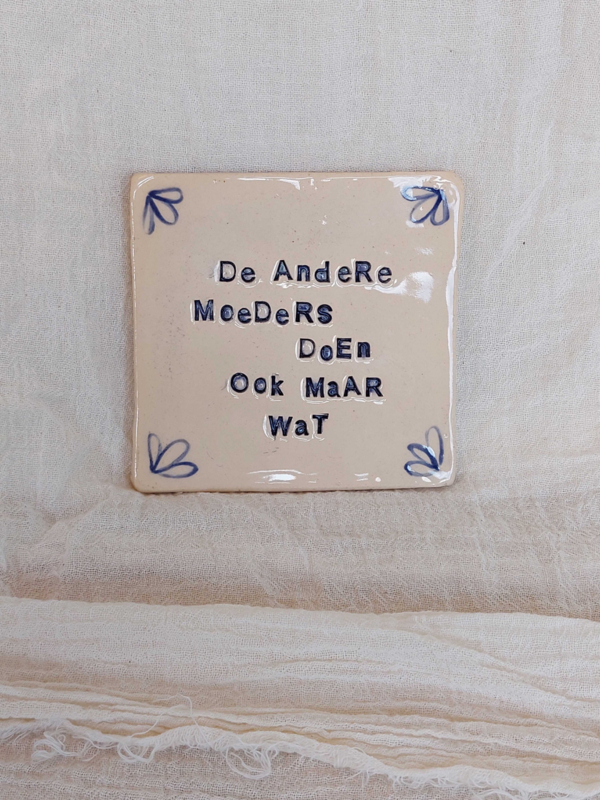 De AndeRe
MoeDeRs
DoEn
Ook MaAR
WaT